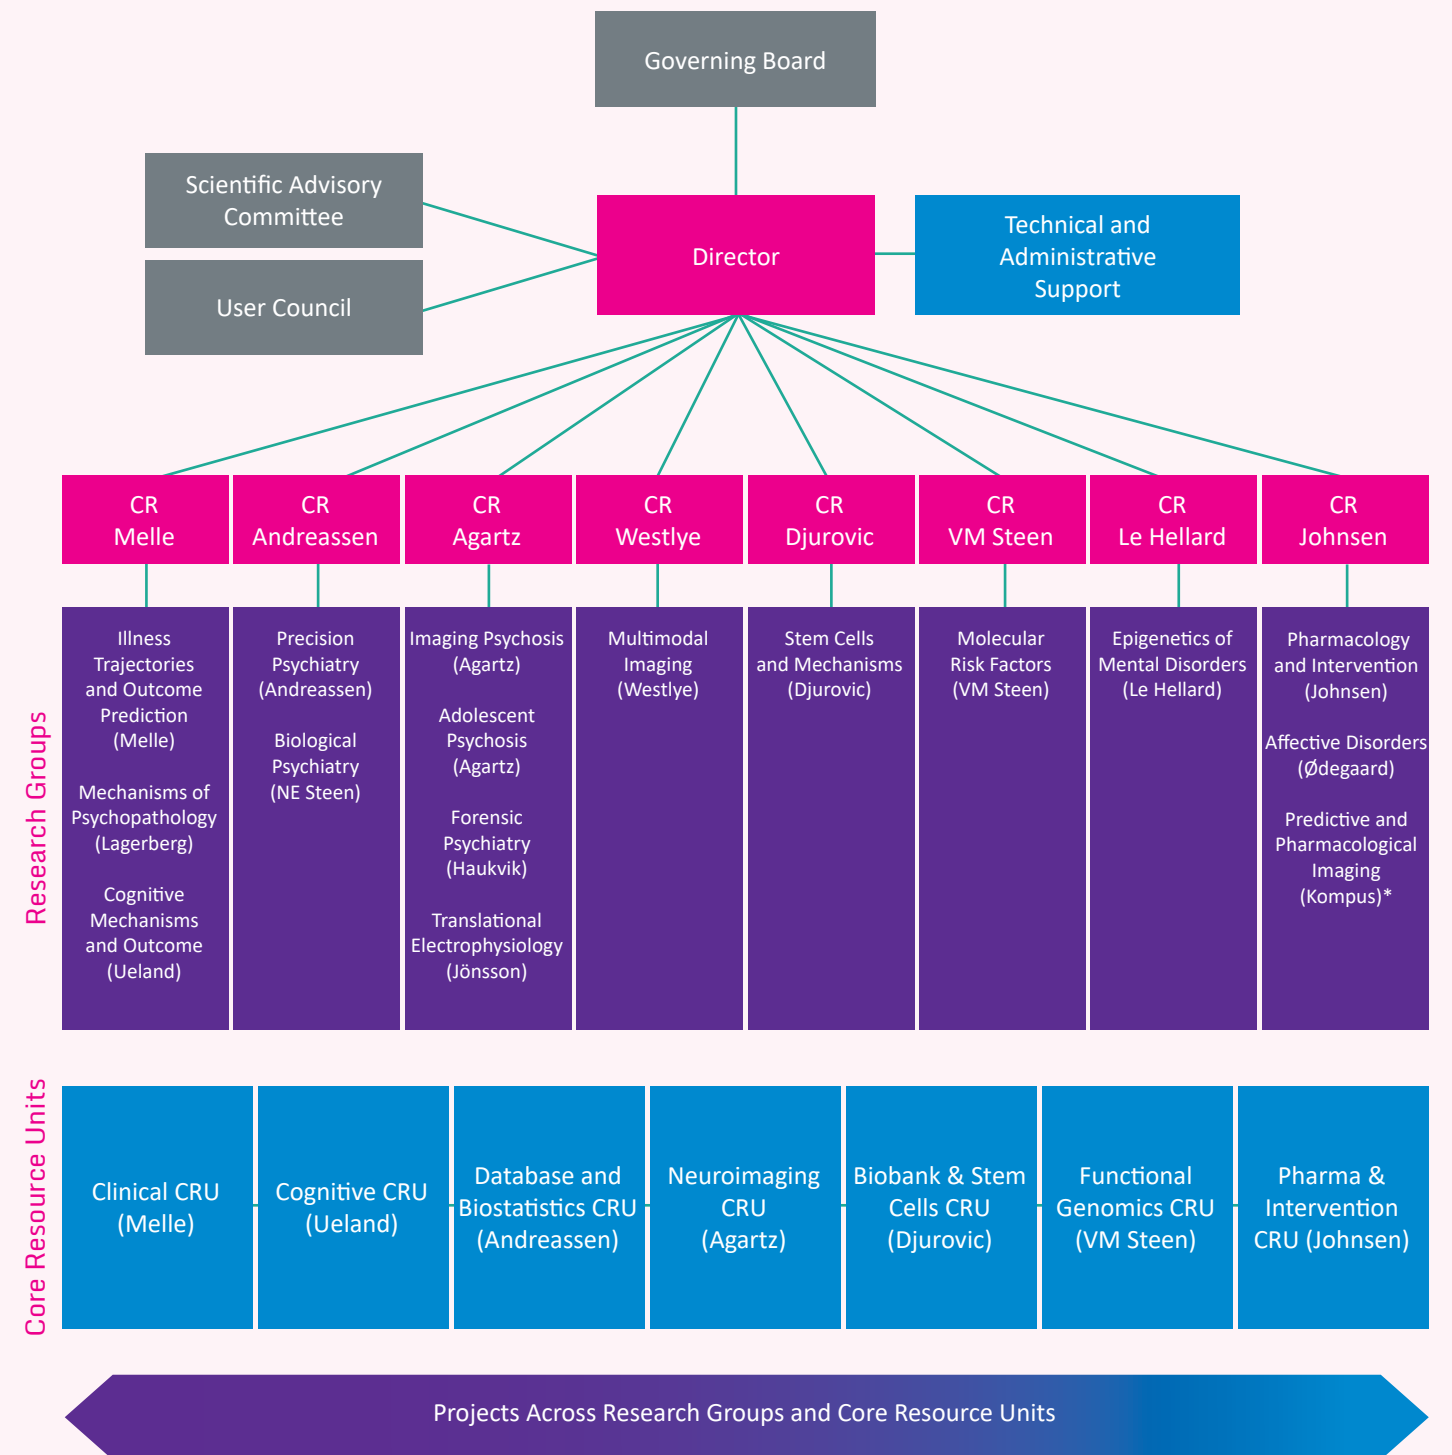 Governing Board
Scientific Advisory
Committee
User Council
Director
Technical and
Administrative
Support
CR
Melle
CR
Andreassen
CR
Agartz
CR
Westlye
CR
Djurovic
CR
VM Steen
CR
Le Hellard
CR
Johnsen
Research Groups
Illness
Trajectories
and Outcome
Prediction
(Melle)
Mechanisms of
Psychopathology
(Lagerberg)
Cognitive
Mechanisms
and Outcome
(Ueland)
Precision
Psychiatry
(Andreassen)
Biological
Psychiatry
(NE Steen)
Imaging Psychosis
(Agartz)
Adolescent
Psychosis
(Agartz)
Forensic
Psychiatry
(Haukvik)
Translational
Electrophysiology
(Jönsson)
Multimodal
Imaging
(Westlye)
Stem Cells
and Mechanisms
(Djurovic)
Molecular
Risk Factors
(VM Steen)
Epigenetics of
Mental Disorders
(Le Hellard)
Pharmacology
and Intervention
(Johnsen)
Affective Disorders
(Ødegaard)
Predictive and
Pharmacological
Imaging
(Kompus)*
Core Resource Units
Clinical CRU
(Melle)
Cognitive CRU
(Ueland)
Database and
Biostatistics CRU
(Andreassen)
Neuroimaging
CRU
(Agartz)
Biobank & Stem
Cells CRU
(Djurovic)
Functional
Genomics CRU
(VM Steen)
Pharma &
Intervention
CRU (Johnsen)
Projects Across Research Groups and Core Resource Units